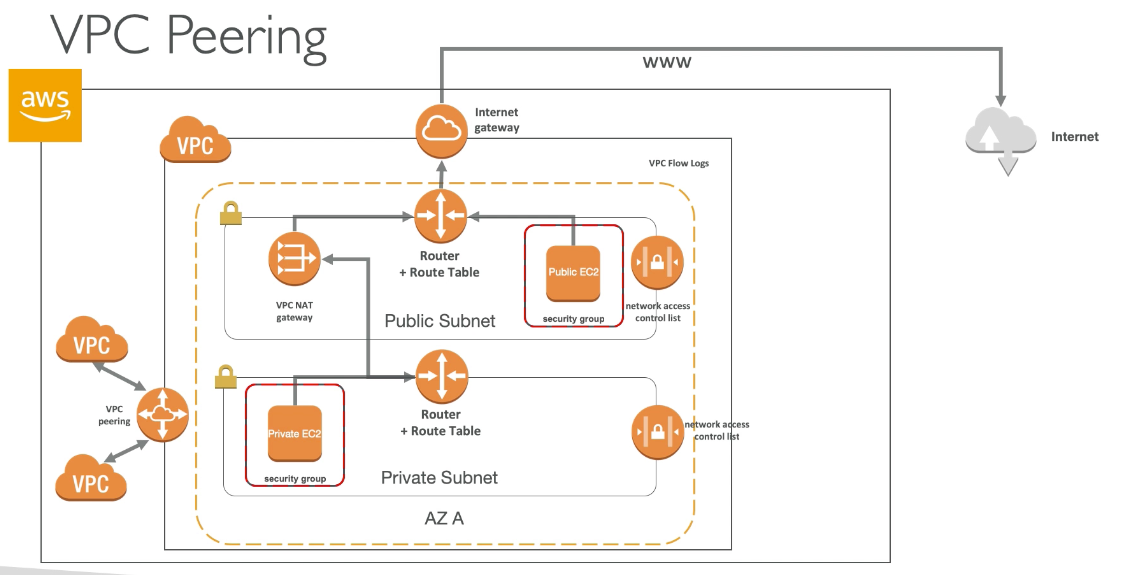 VPC Peering
www
aws
Internet
gateway
VPC
Internet
VPC Flow Logs
Router
+ Route Table
Public EC2
VPC NAT
gateway
network access
control list
security group
Public Subnet
VPC
VPC
peering
Router
+ Route Table
Private EC2
network access
control list
VPC
security group
Private Subnet
AZ A